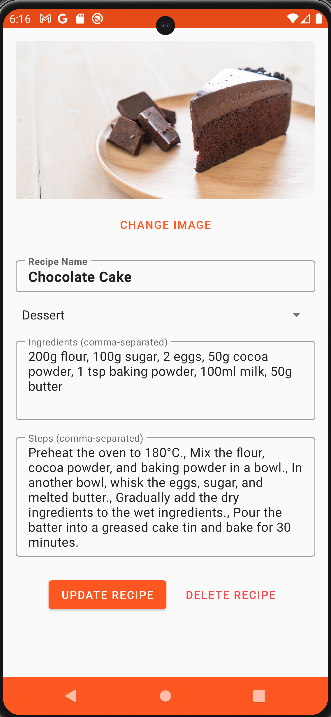 6:16
CHANGE IMAGE
Recipe Name
Chocolate Cake
Dessert
Ingredients (comma-separated)
200g flour, 100g sugar, 2 eggs, 50g cocoa
powder, 1 tsp baking powder, 100ml milk, 50g
butter
Steps (comma-separated)
Preheat the oven to 180°C., Mix the flour,
cocoa powder, and baking powder in a bowl., In
another bowl, whisk the eggs, sugar, and
melted butter., Gradually add the dry
ingredients to the wet ingredients., Pour the
batter into a greased cake tin and bake for 30
minutes.
UPDATE RECIPE
DELETE RECIPE